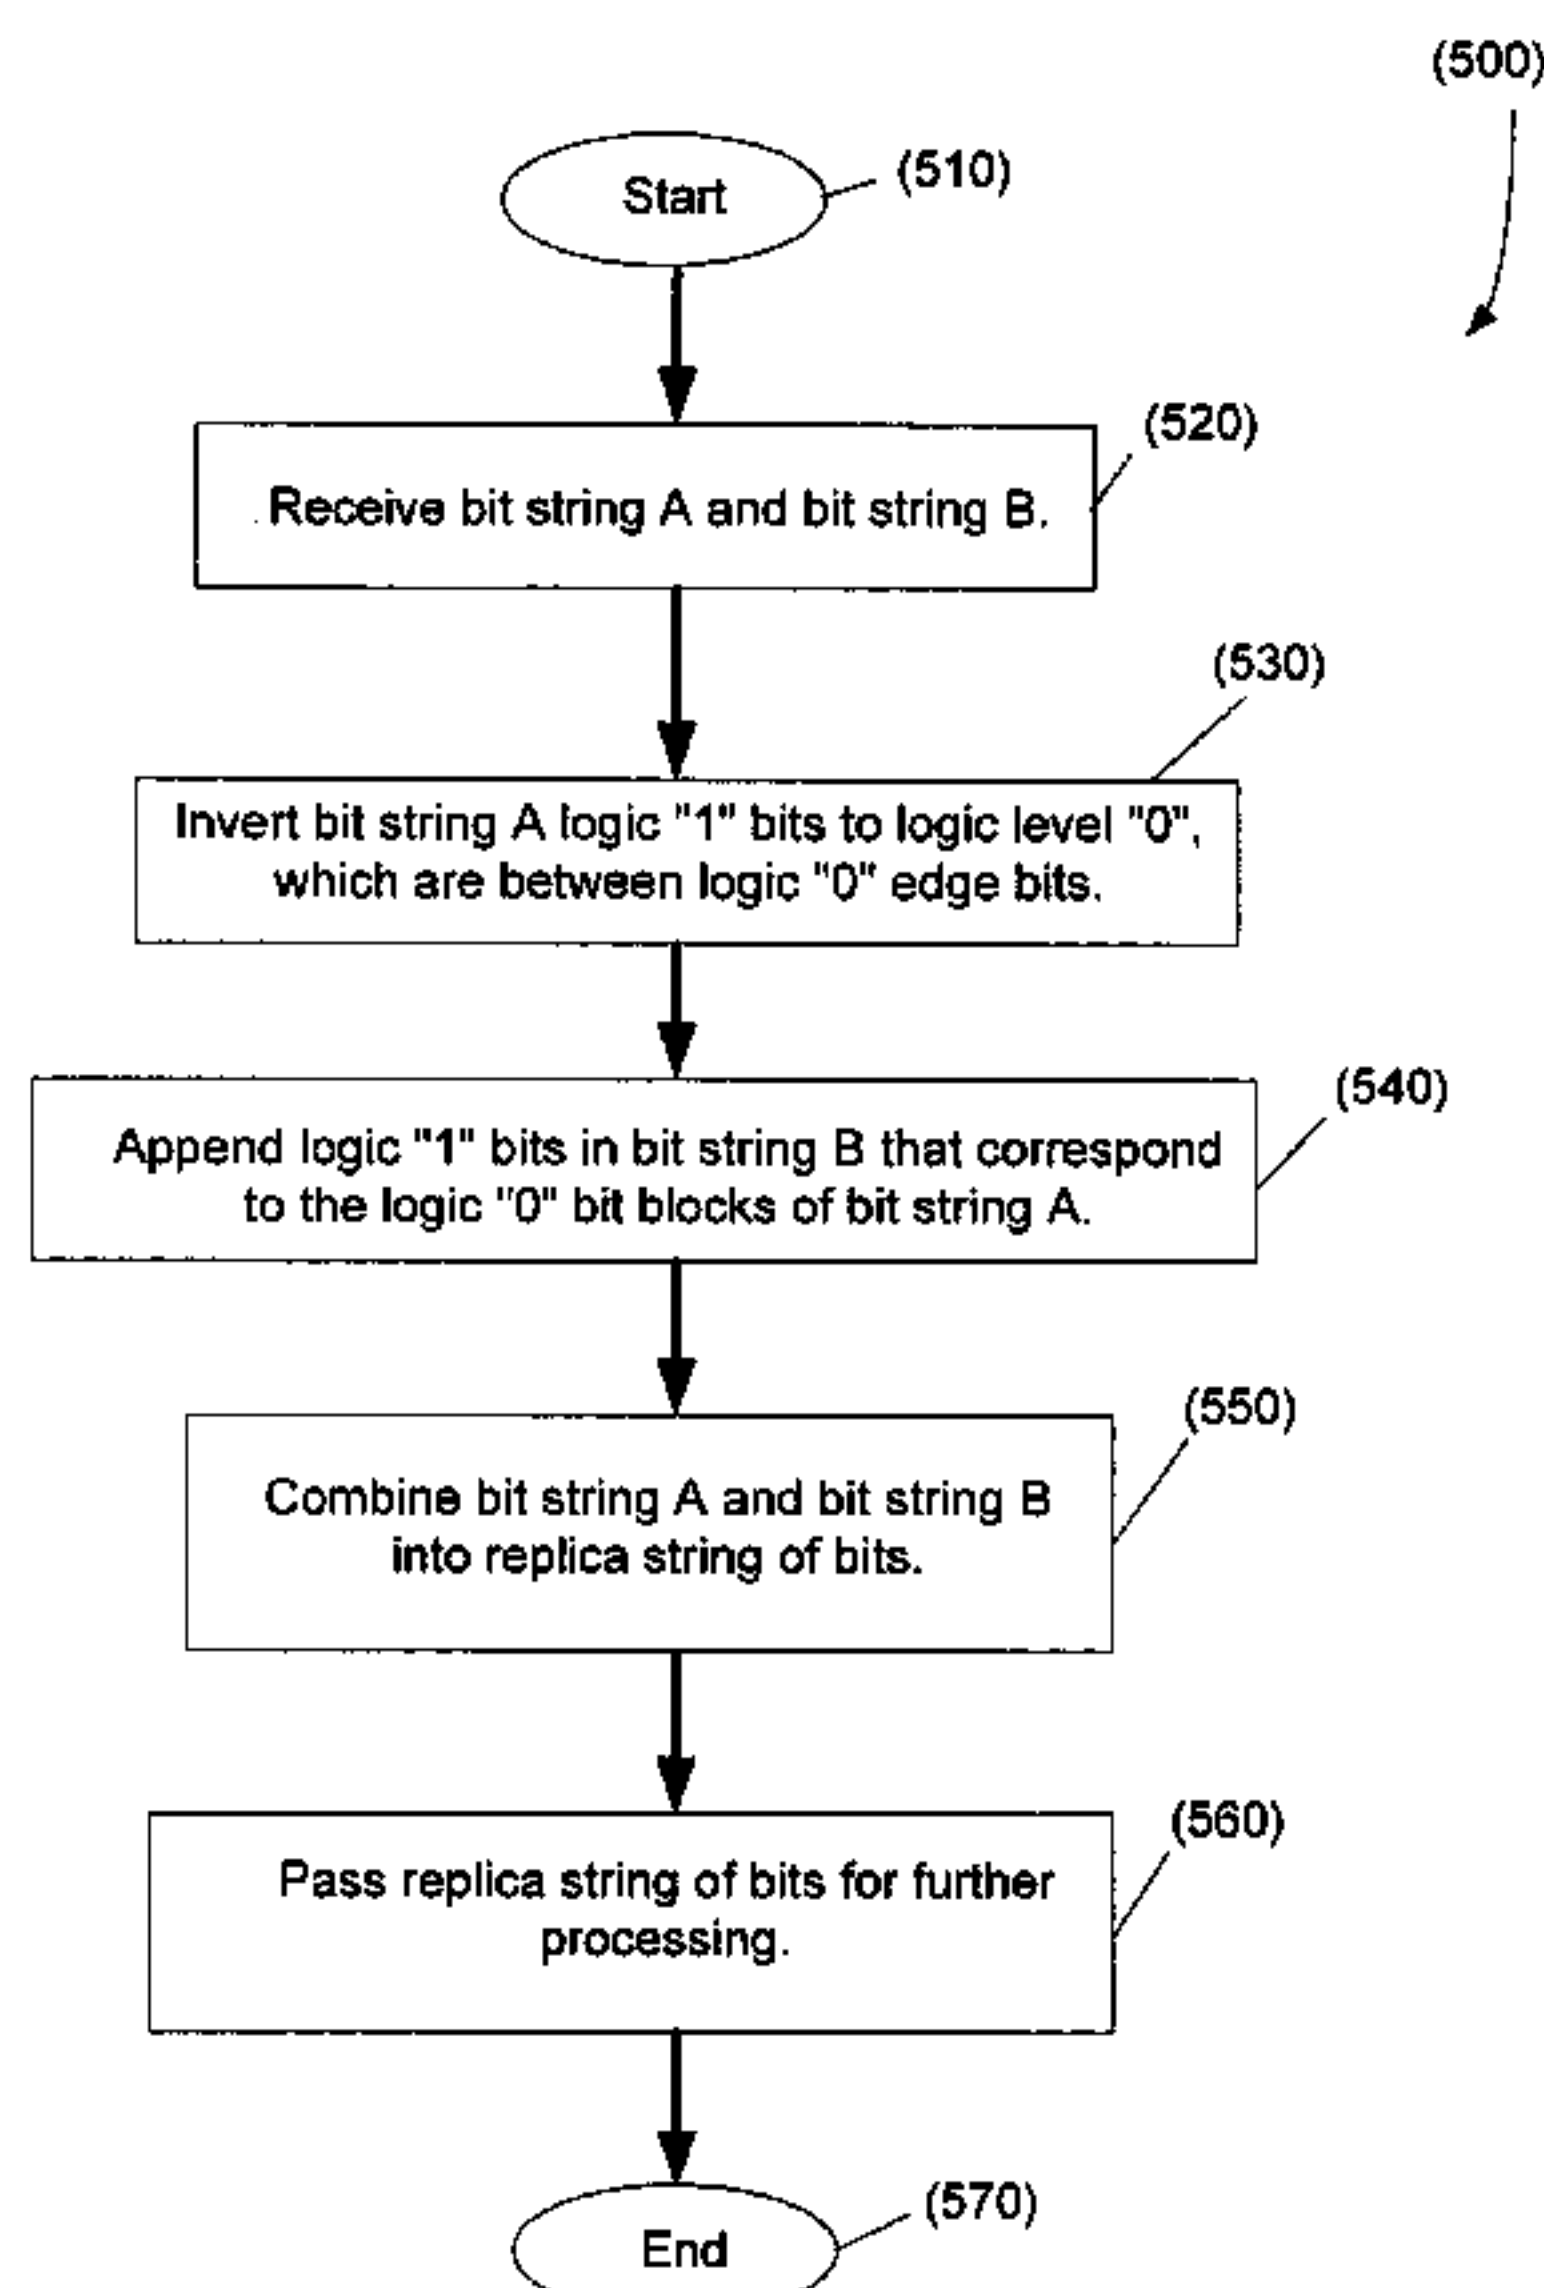 (500)
Start
(510)
Receive bit string A and bit string B.
(520)
(530)
Invert bit string A logic "1" bits to logic level "0",
which are between logic "0" edge bits.
(540)
Append logic "1" bits in bit string B that correspond
to the logic "0" bit blocks of bit string A.
(550)
Combine bit string A and bit string B
into replica string of bits.
(560)
Pass replica string of bits for further
processing.
(570)
End